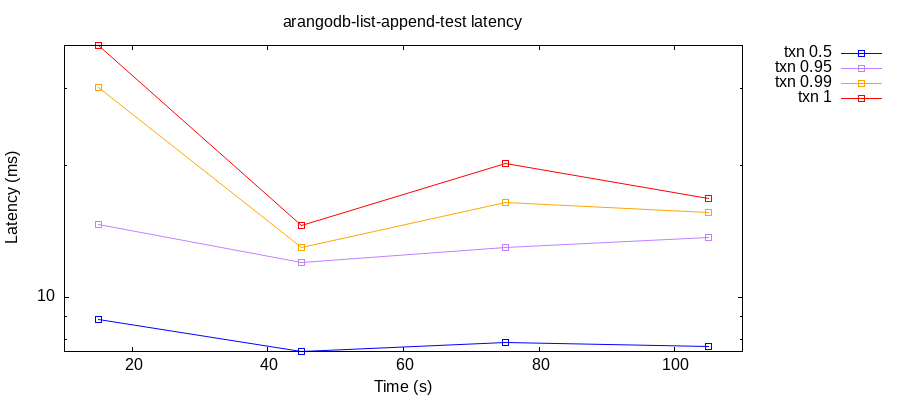 arangodb-list-append-test latency
txn 0.5
txn 0.95
txn 0.99
txn 1
Latency (ms)
10
20 40 60 80 100
Time (s)